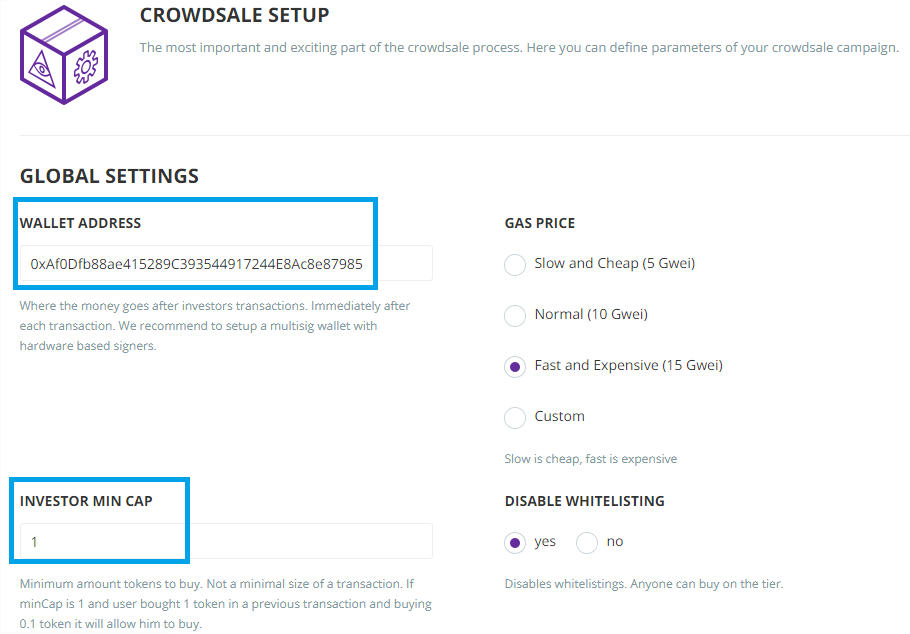 CROWDSALE SETUP
The most important and exciting part of the crowdsale process. Here you can define parameters of your crowdsale campaign.
GLOBAL SETTINGS
WALLET ADDRESS
0xAf0Dfb88ae415289C393544917244E8Ac8e87985
Where the money goes after investors transactions. Immediately after
each transaction. We recommend to setup a multisig wallet with
hardware based signers.
GAS PRICE
Slow and Cheap (5 Gwei)
Normal (10 Gwei)
Fast and Expensive (15 Gwei)
Custom
Slow is cheap, fast is expensive
INVESTOR MIN CAP
1
Minimum amount tokens to buy. Not a minimal size of a transaction. If
minCap is 1 and user bought 1 token in a previous transaction and buying
0.1 token it will allow him to buy.
DISABLE WHITELISTING
yes no
Disables whitelistings. Anyone can buy on the tier.